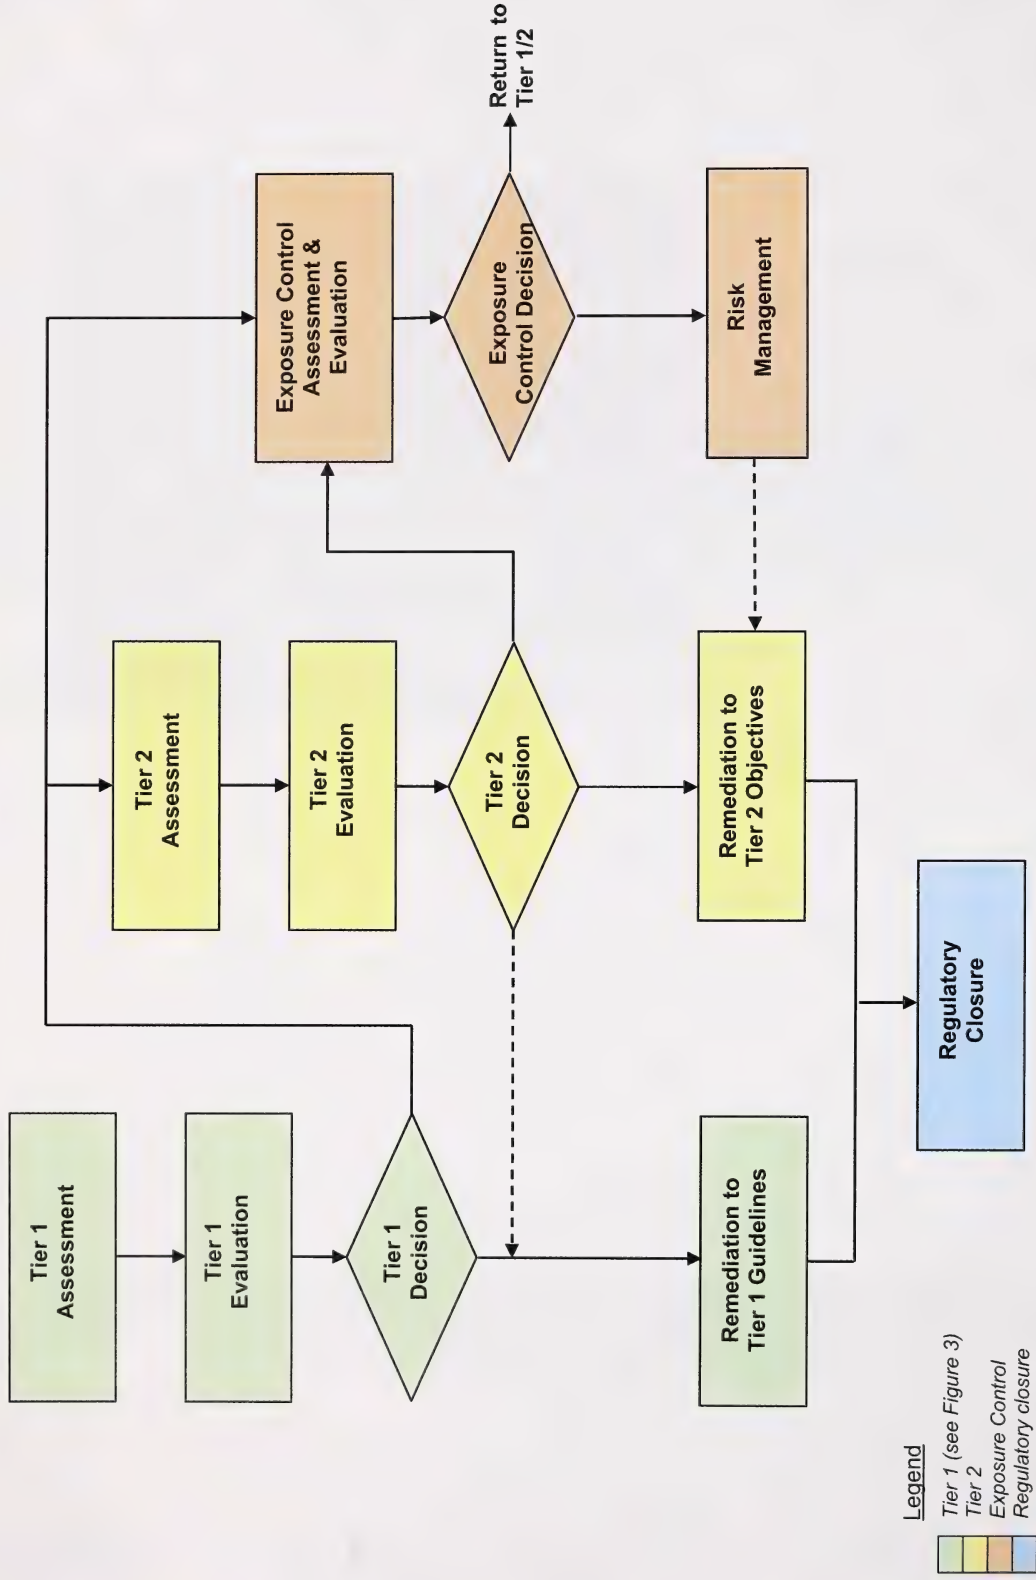 Tier 1
Assessment
Tier 1
Evaluation
Tier 1
Decision
Remediation to
Tier 1 Guidelines
Tier 2
Assessment
Tier 2
Evaluation
Tier 2
Decision
Remediation to
Tier 2 Objectives
Exposure Control
Assessment &
Evaluation
Exposure
Control Decision
Return to
Tier 1/2
Risk
Management
Regulatory
Closure
Legend
Tier 1 (see Figure 3)
Tier 2
Exposure Control
Regulatory closure